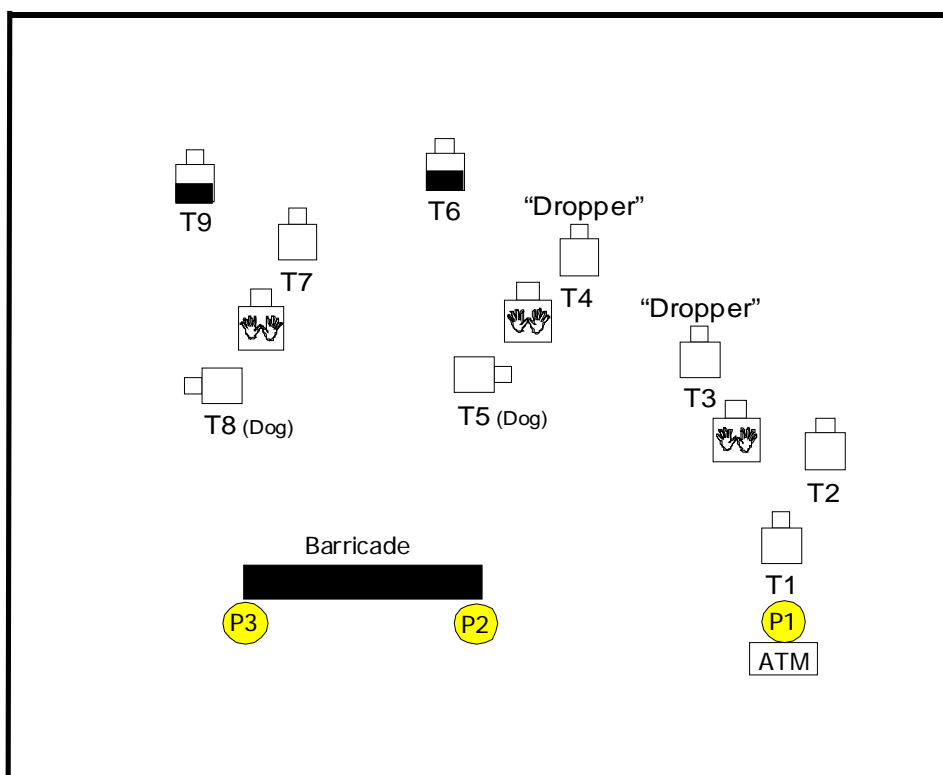 “Dropper”
T9
T6
T7
T4
“Dropper”
T8 (Dog)
T5 (Dog)
T3
T2
Barricade
T1
P3
P2
P1
ATM